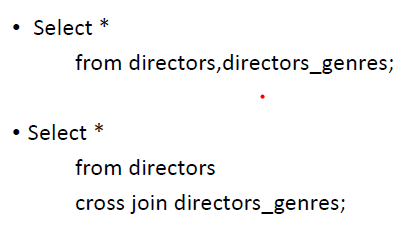 • Select *
from directors,directors_genres;
• Select *
from directors
cross join directors_genres;